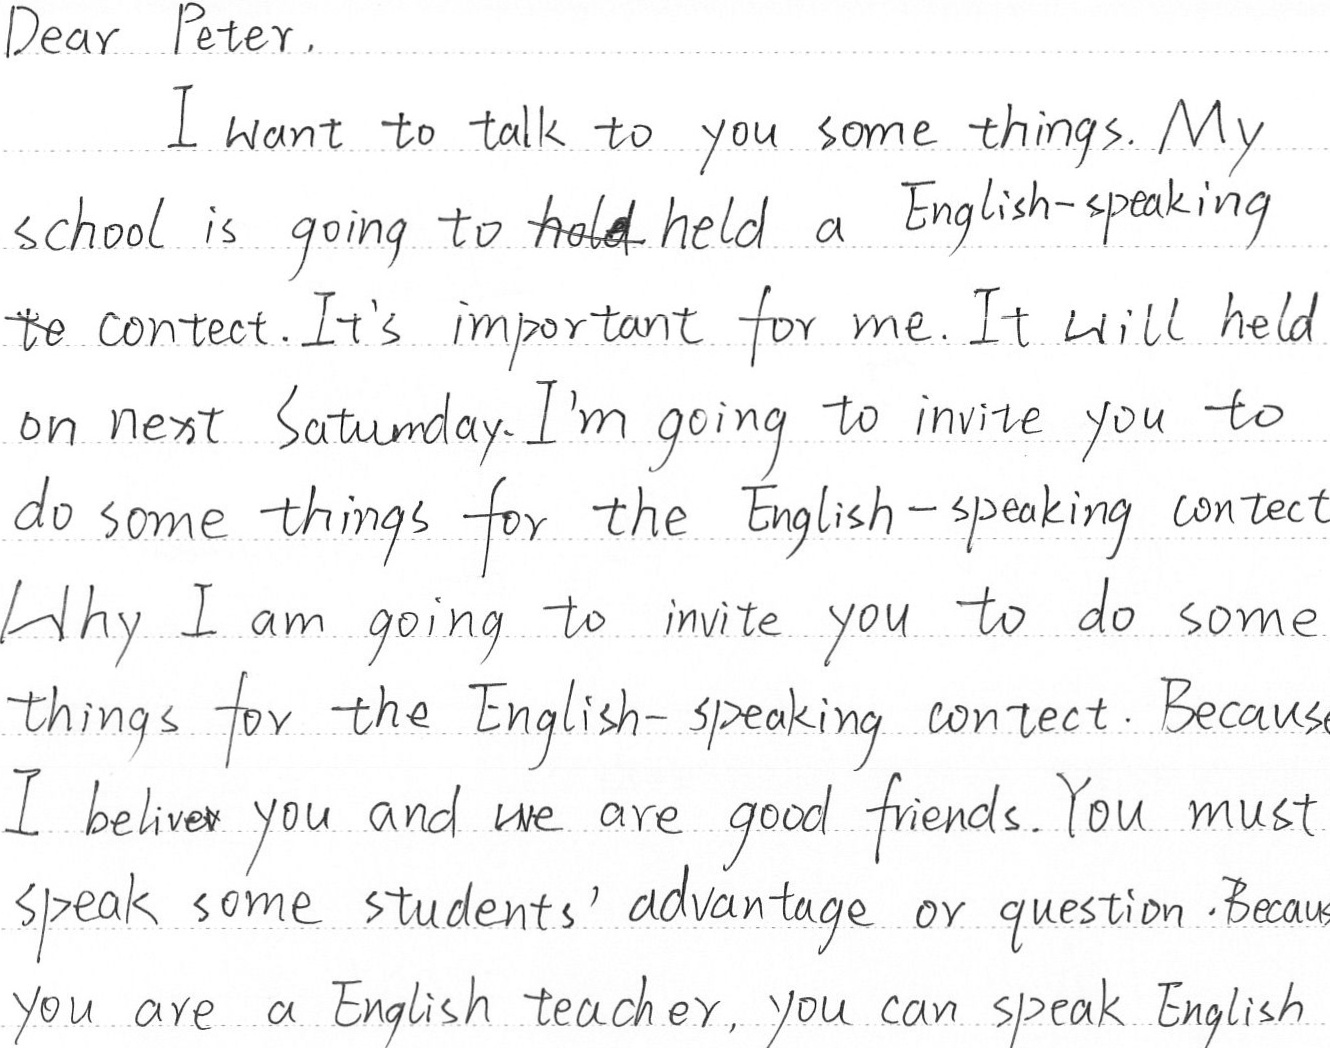 Dear Peter.
I want to talk to you some things. My
school is going to hold held a English-speaking
te contect. It's important for me. It will held
on next Saturnday. I'm going to invite you to
do some things for the English-speaking contect
Why I am going to invite you to do some
things for the English-speaking contect. Because
I beliver you and we are good friends. You must
speak some students' advantage or question. Becaus
you are a English teacher, you can speak English